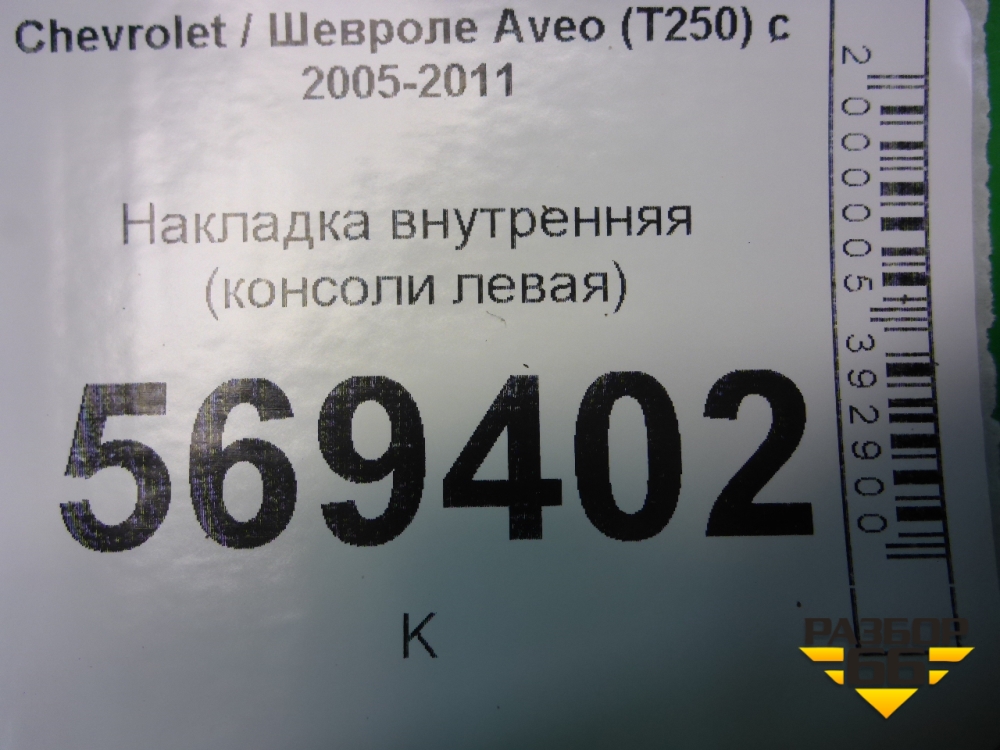 Chevrolet / Шевроле Aveo (T250) с
2005-2011
Накладка внутренняя
(консоли левая)
569402
К
2000005392900
РАЗБОР
66